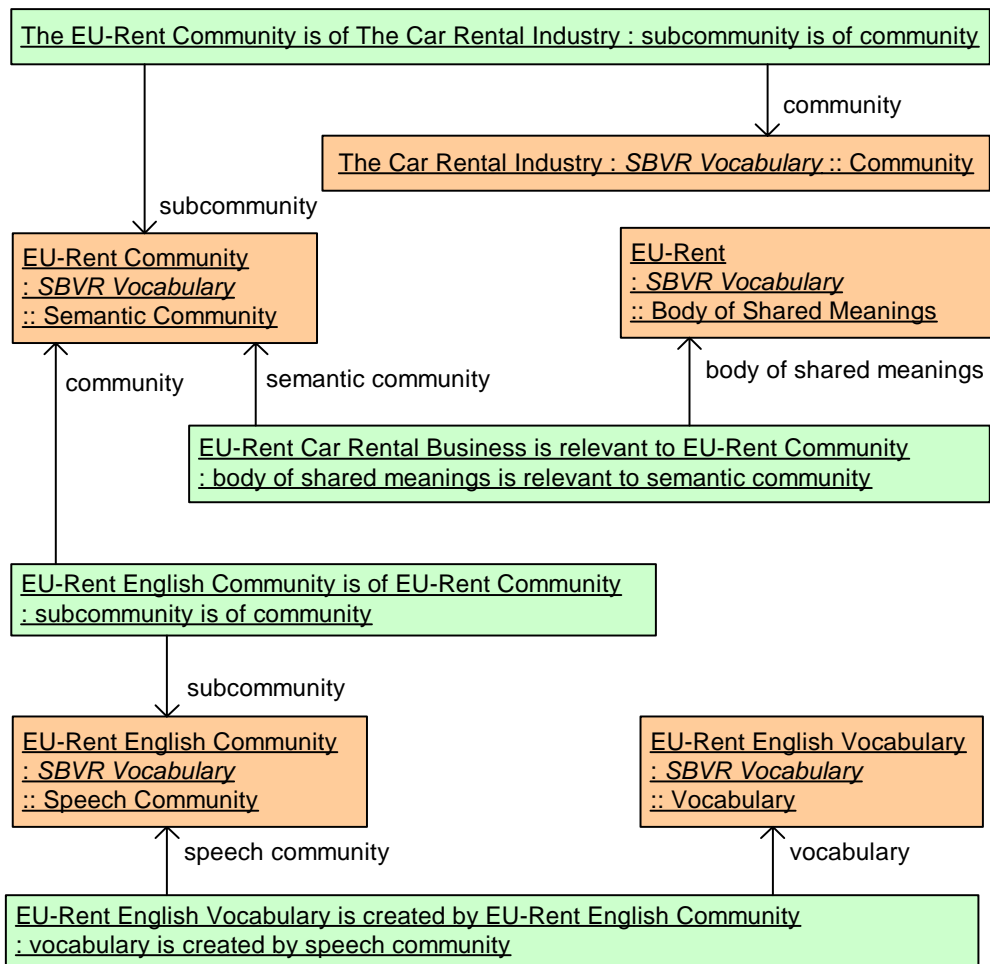 The EU-Rent Community is of The Car Rental Industry : subcommunity is of community
community
The Car Rental Industry : SBVR Vocabulary :: Community
subcommunity
EU-Rent Community
: SBVR Vocabulary
:: Semantic Community
EU-Rent
: SBVR Vocabulary
:: Body of Shared Meanings
community
semantic community
body of shared meanings
EU-Rent Car Rental Business is relevant to EU-Rent Community
: body of shared meanings is relevant to semantic community
EU-Rent English Community is of EU-Rent Community
: subcommunity is of community
subcommunity
EU-Rent English Community
: SBVR Vocabulary
:: Speech Community
EU-Rent English Vocabulary
: SBVR Vocabulary
:: Vocabulary
speech community
vocabulary
EU-Rent English Vocabulary is created by EU-Rent English Community
: vocabulary is created by speech community